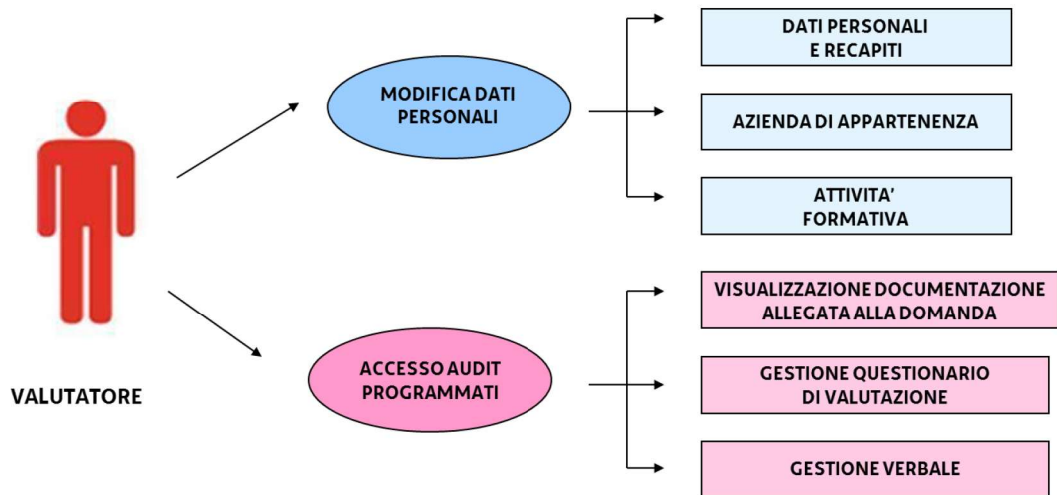 VALUTATORE
MODIFICA DATI
PERSONALI
DATI PERSONALI
E RECAPITI
AZIENDA DI APPARTENENZA
ATTIVITA'
FORMATIVA
ACCESSO AUDIT
PROGRAMMATI
VISUALIZZAZIONE DOCUMENTAZIONE
ALLEGATA ALLA DOMANDA
GESTIONE QUESTIONARIO
DI VALUTAZIONE
GESTIONE VERBALE